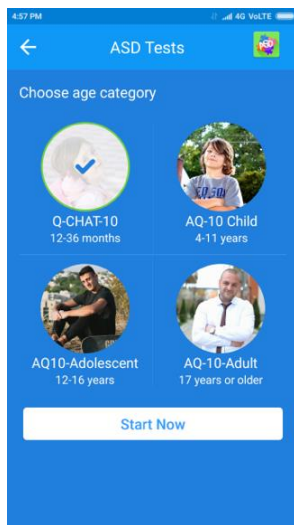 4:57 PM
4G VoLTE
ASD Tests
ASD
Choose age category
Q-CHAT-10
12-36 months
AQ-10 Child
4-11 years
AQ10-Adolescent
12-16 years
AQ-10-Adult
17 years or older
Start Now